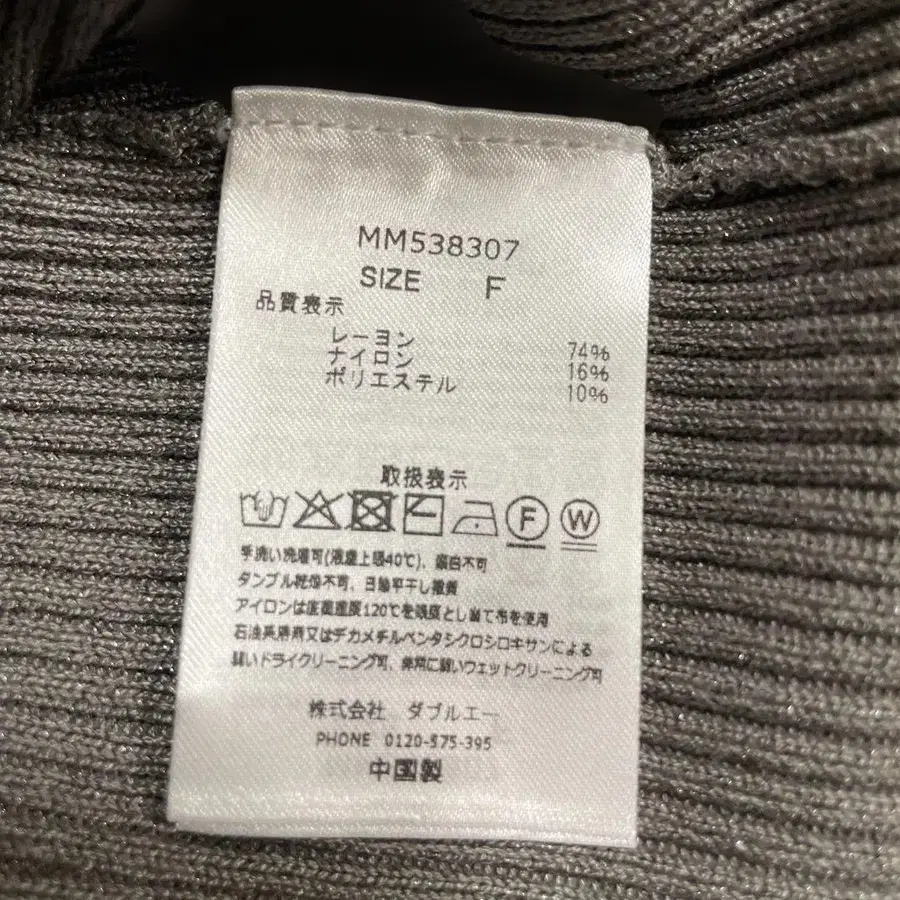 MM538307
SIZE F
品質表示
レーヨン 74%
ナイロン 16%
ポリエステル 10%
取扱表示
F W
手洗い洗濯可(液温上限40℃)、漂白不可
タンブル乾燥不可、日陰平干し推奨
アイロンは底面温度120℃を限度とし当て布を使用
石油系溶剤又はデカメチルペンタシクロシロキサンによる
弱いドライクリーニング可、非常に弱いウェットクリーニング可
株式会社 ダブルエー
PHONE 0120-575-395
中国製